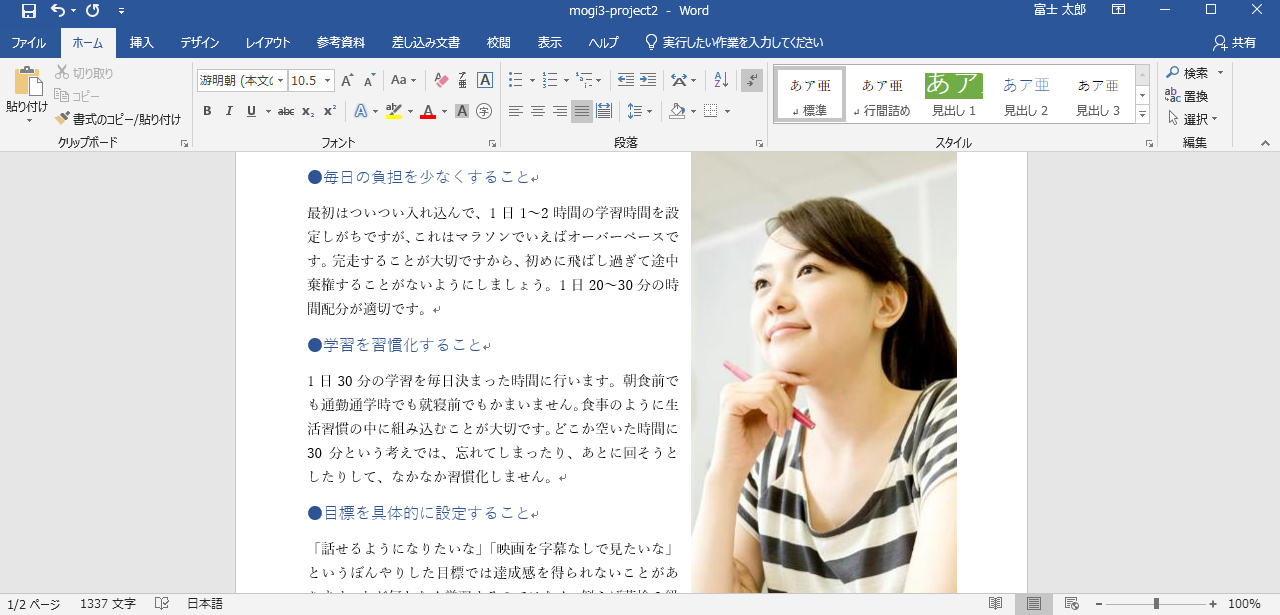 mogi3-project2 - Word
富士 太郎
ファイル ホーム 挿入 デザイン レイアウト 参考資料 差し込み文書 校閲 表示 ヘルプ 実行したい作業を入力してください 共有
貼り付け
切り取り
コピー
書式のコピー/貼り付け
クリップボード
游明朝 (本文の 10.5
フォント
段落
あア亜 標準
あア亜 行間詰め
あア 見出し 1
あア亜 見出し 2
あア亜 見出し 3
スタイル
検索
置換
選択
編集
●毎日の負担を少なくすること
最初はついつい入れ込んで、1 日 1～2 時間の学習時間を設
定しがちですが、これはマラソンでいえばオーバーペースで
す。完走することが大切ですから、初めに飛ばし過ぎて途中
棄権することがないようにしましょう。1 日 20～30 分の時
間配分が適切です。
●学習を習慣化すること
1 日 30 分の学習を毎日決まった時間に行います。朝食前で
も通勤通学時でも就寝前でもかまいません。食事のように生
活習慣の中に組み込むことが大切です。どこか空いた時間に
30 分という考えでは、忘れてしまったり、あとに回そうと
したりして、なかなか習慣化しません。
●目標を具体的に設定すること
「話せるようになりたいな」「映画を字幕なしで見たいな」
というぼんやりした目標では達成感を得られないことがあ
1/2 ページ 1337 文字 日本語 100%